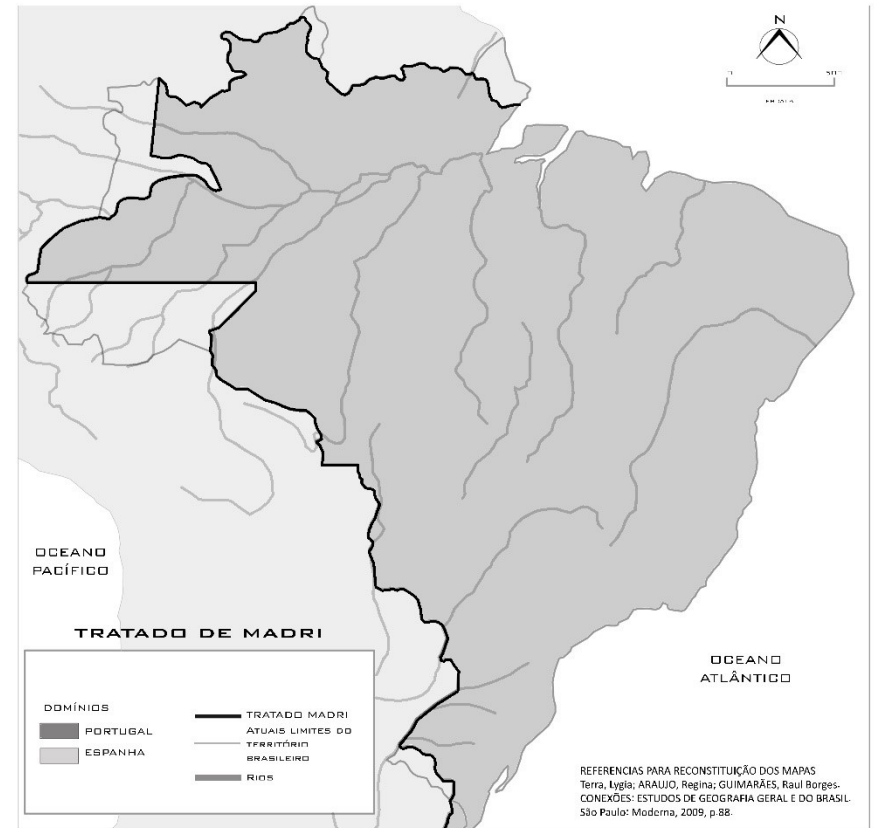 N
OCEANO
PACÍFICO
TRATADO DE MADRI
OCEANO
ATLÂNTICO
DOMÍNIOS
PORTUGAL
ESPANHA
TRATADO MADRI
ATUAIS LIMITES DO
TERRITÓRIO
BRASILEIRO
RIOS
REFERENCIAS PARA RECONSTITUIÇÃO DOS MAPAS
Terra, Lygia; ARAUJO, Regina; GUIMARÃES, Raul Borges.
CONEXÕES: ESTUDOS DE GEOGRAFIA GERAL E DO BRASIL.
São Paulo: Moderna, 2009, p.88.